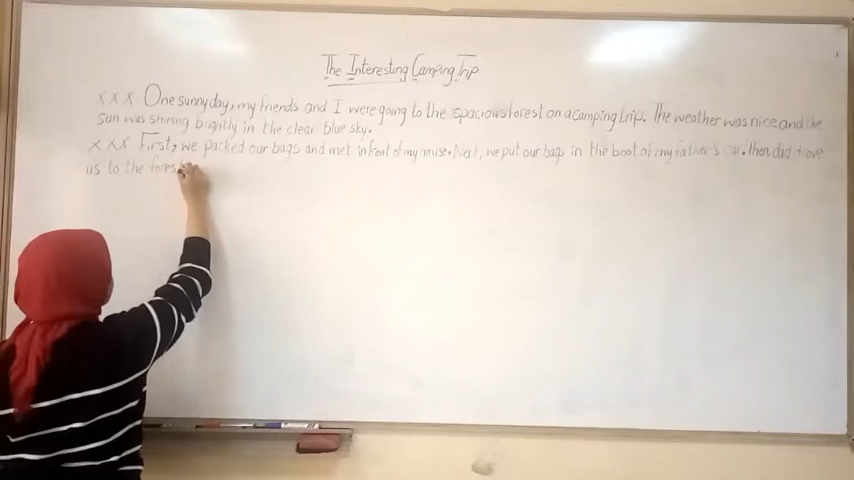 The Interesting Camping Trip
x x x One sunny day, my friends and I were going to the spacious forest on a camping trip. The weather was nice and the
sun was shining brightly in the clear blue sky.
x x x First, we packed our bags and met in front of my house. Next, we put our bags in the boot of my father's car. Then, dad drove
us to the forest